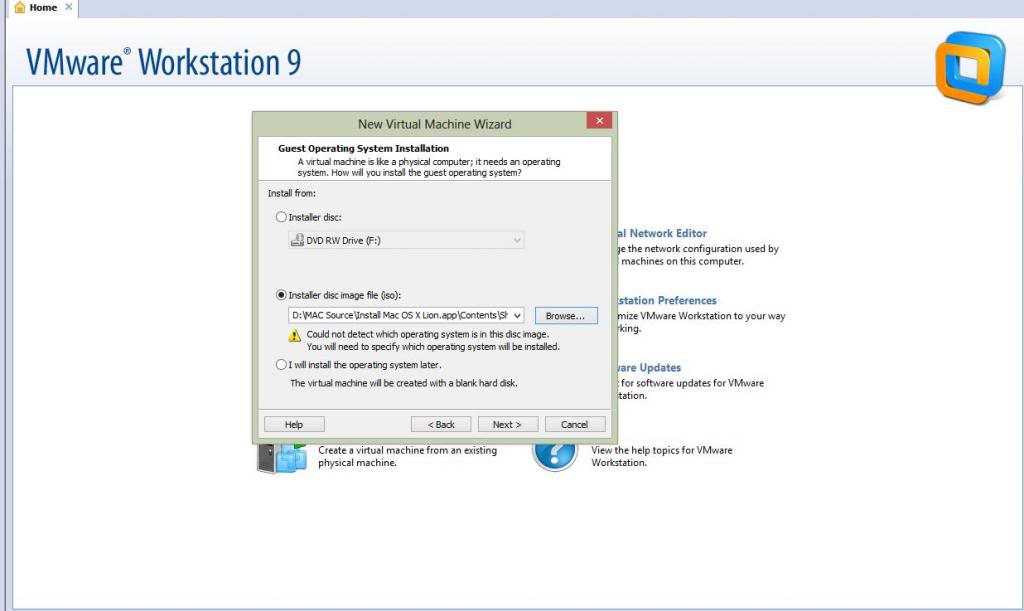 Home
VMware® Workstation 9
New Virtual Machine Wizard
Guest Operating System Installation
A virtual machine is like a physical computer; it needs an operating
system. How will you install the guest operating system?
Install from:
Installer disc:
DVD RW Drive (F:)
Installer disc image file (iso):
D:\MAC Source\Install Mac OS X Lion.app\Contents\Sh
Browse...
Could not detect which operating system is in this disc image.
You will need to specify which operating system will be installed.
I will install the operating system later.
The virtual machine will be created with a blank hard disk.
Help
< Back
Next >
Cancel
al Network Editor
ge the network configuration used by
machines on this computer.
station Preferences
mize VMware Workstation to your way
king.
ware Updates
for software updates for VMware
station.
Create a virtual machine from an existing
physical machine.
View the help topics for VMware
Workstation.